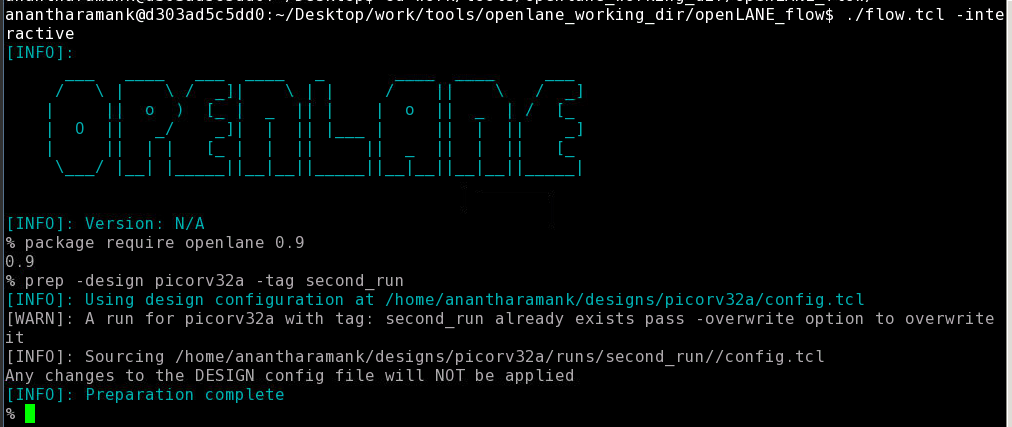 anantharamank@d303ad5c5dd0:~/Desktop/work/tools/openlane_working_dir/openLANE_flow$ ./flow.tcl -inte
ractive
[INFO]:
OPENLANE
[INFO]: Version: N/A
% package require openlane 0.9
0.9
% prep -design picorv32a -tag second_run
[INFO]: Using design configuration at /home/anantharamank/designs/picorv32a/config.tcl
[WARN]: A run for picorv32a with tag: second_run already exists pass -overwrite option to overwrite
it
[INFO]: Sourcing /home/anantharamank/designs/picorv32a/runs/second_run//config.tcl
Any changes to the DESIGN config file will NOT be applied
[INFO]: Preparation complete
%